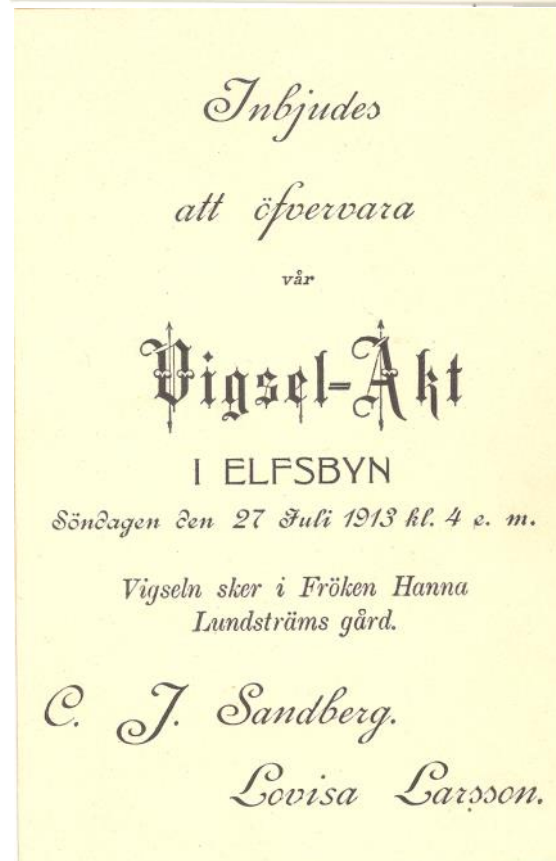 Inbjudes
att öfvervara
vår
Vigsel-Akt
I ELFSBYN
Söndagen den 27 Juli 1913 kl. 4 e. m.
Vigseln sker i Fröken Hanna
Lundsträms gård.
C. J. Sandberg.
Lovisa Larsson.